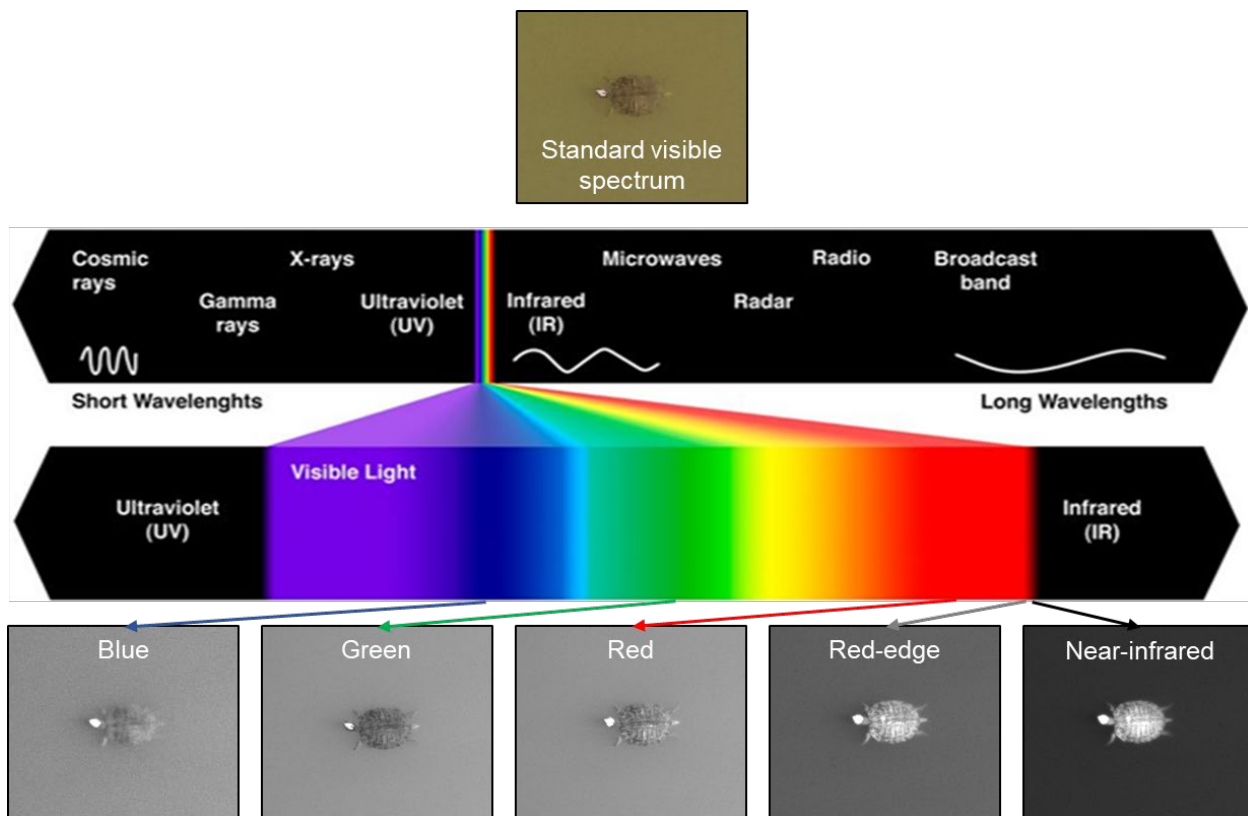 Standard visible
spectrum
Cosmic
rays
X-rays
Microwaves
Radio
Broadcast
band
Gamma
rays
Ultraviolet
(UV)
Infrared
(IR)
Radar
Short Wavelenghts
Long Wavelengths
Visible Light
Ultraviolet
(UV)
Infrared
(IR)
Blue
Green
Red
Red-edge
Near-infrared